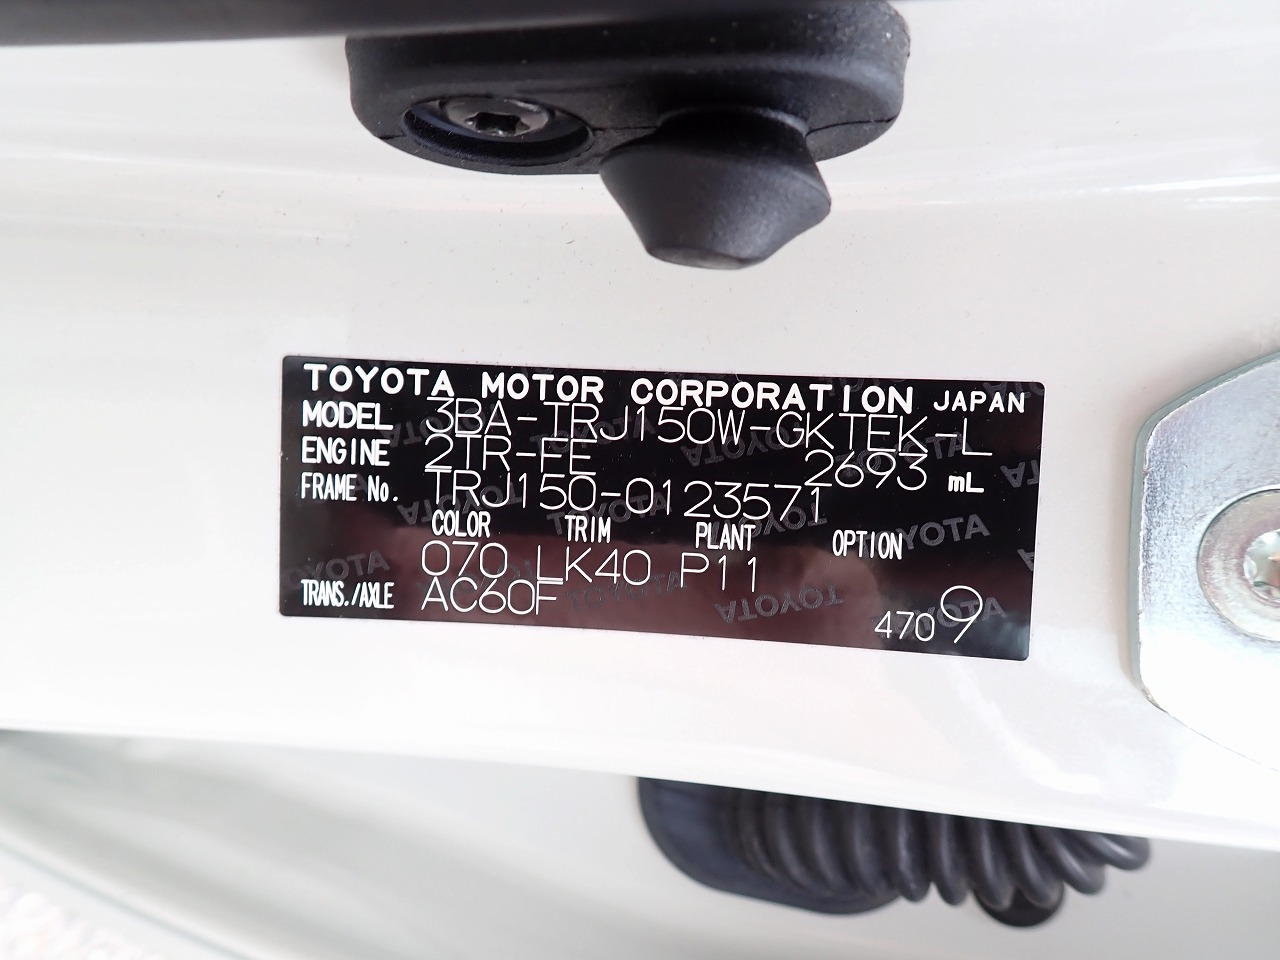 TOYOTA MOTOR CORPORATION JAPAN
MODEL 3BA-TRJ150W-GKTEK-L
ENGINE 2TR-FE 2693 mL
FRAME No. TRJ150-0123571
COLOR TRIM PLANT OPTION
070 LK40 P11
TRANS./AXLE AC60F
4709